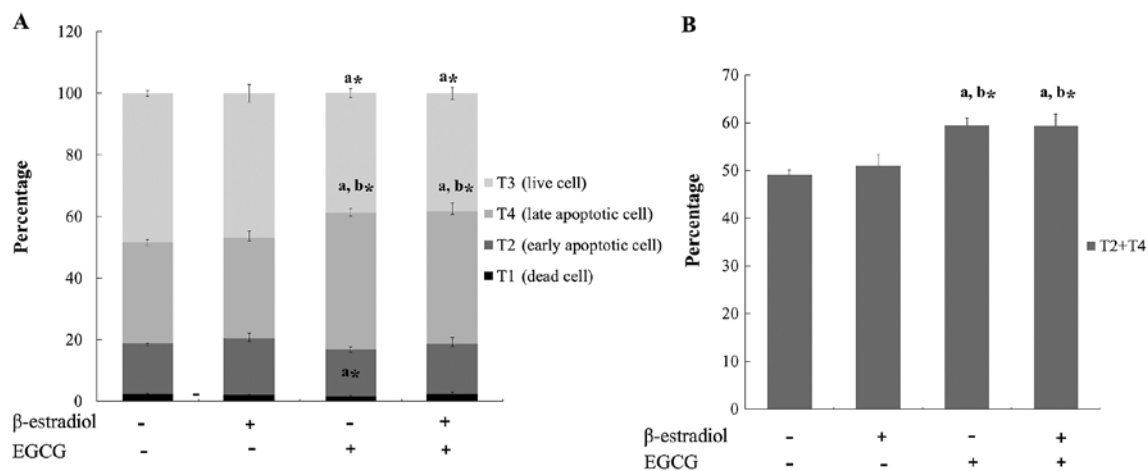 A
120
100
80
60
40
20
0
Percentage
a* a*
a, b* a, b*
a*
-
T3 (live cell)
T4 (late apoptotic cell)
T2 (early apoptotic cell)
T1 (dead cell)
β-estradiol - + - +
EGCG - - + +
B
70
60
50
40
30
20
10
0
Percentage
a, b* a, b*
T2+T4
β-estradiol - + - +
EGCG - - + +